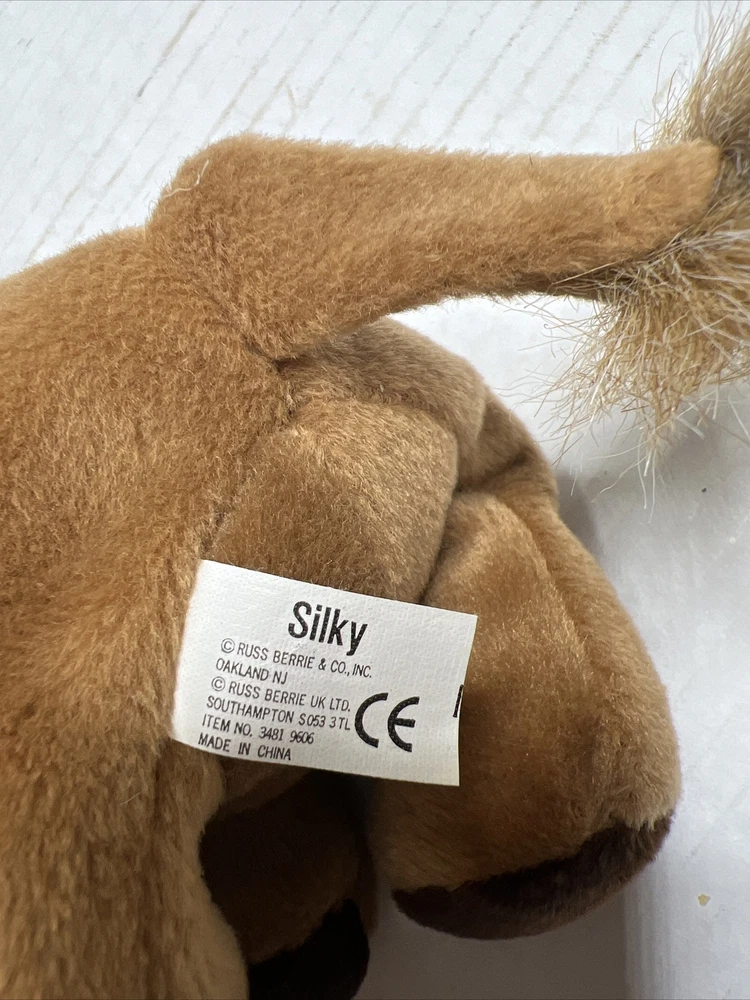 Silky
© RUSS BERRIE & CO., INC.
OAKLAND NJ
© RUSS BERRIE UK LTD.
SOUTHAMPTON S053 3TL
ITEM NO. 3481 9606
MADE IN CHINA
CE